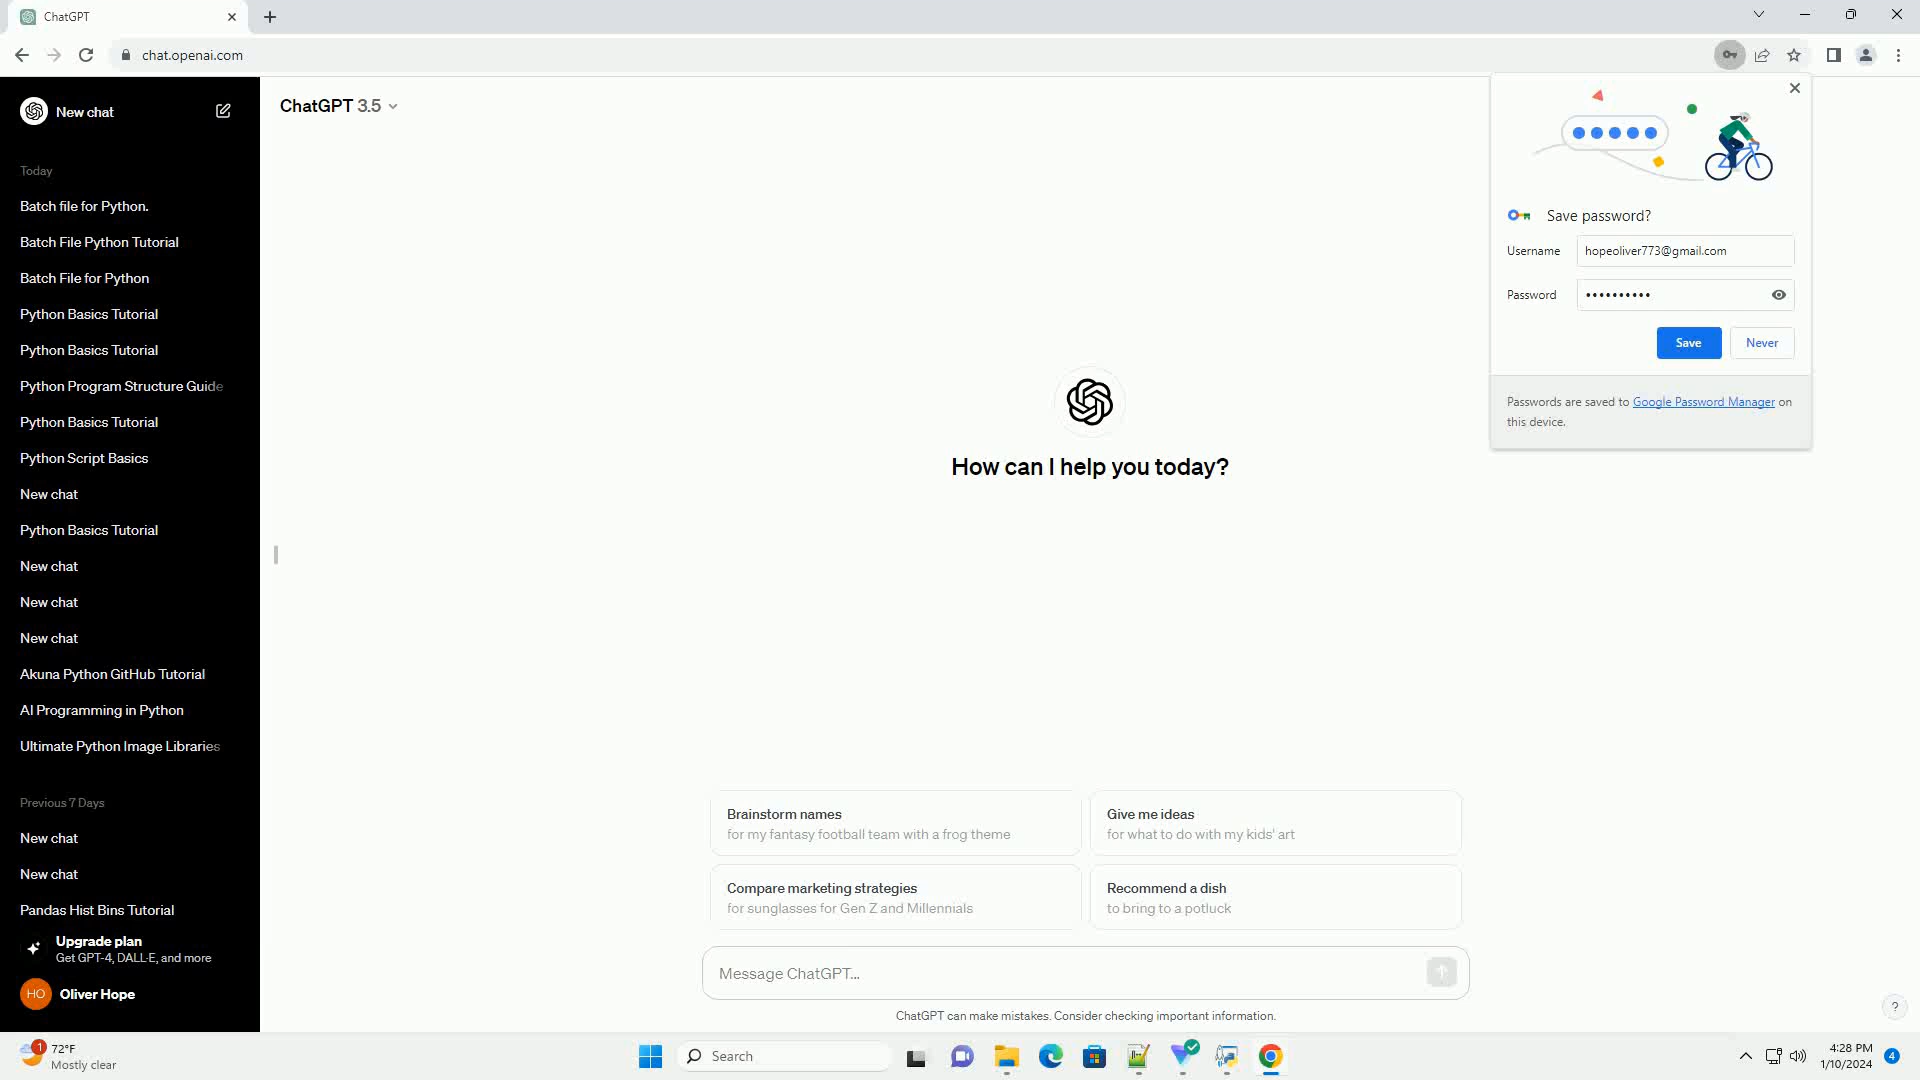 ChatGPT
chat.openai.com
New chat
Today
Batch file for Python.
Batch File Python Tutorial
Batch File for Python
Python Basics Tutorial
Python Basics Tutorial
Python Program Structure Guide
Python Basics Tutorial
Python Script Basics
New chat
Python Basics Tutorial
New chat
New chat
New chat
Akuna Python GitHub Tutorial
AI Programming in Python
Ultimate Python Image Libraries
Previous 7 Days
New chat
New chat
Pandas Hist Bins Tutorial
Upgrade plan
Get GPT-4, DALL·E, and more
HO
Oliver Hope
ChatGPT 3.5
Save password?
Username hopeoliver773@gmail.com
Password ••••••••••
Save Never
Passwords are saved to Google Password Manager on
this device.
How can I help you today?
Brainstorm names
for my fantasy football team with a frog theme
Give me ideas
for what to do with my kids' art
Compare marketing strategies
for sunglasses for Gen Z and Millennials
Recommend a dish
to bring to a potluck
Message ChatGPT...
ChatGPT can make mistakes. Consider checking important information.
?
1
72°F
Mostly clear
Search
4:28 PM
1/10/2024
4